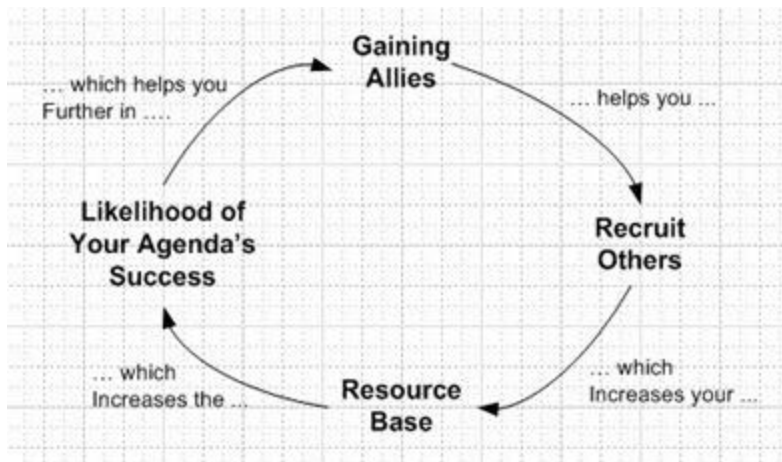 Gaining
Allies
… helps you …
Recruit
Others
… which
Increases your …
Resource
Base
… which
Increases the …
Likelihood of
Your Agenda's
Success
… which helps you
Further in ….